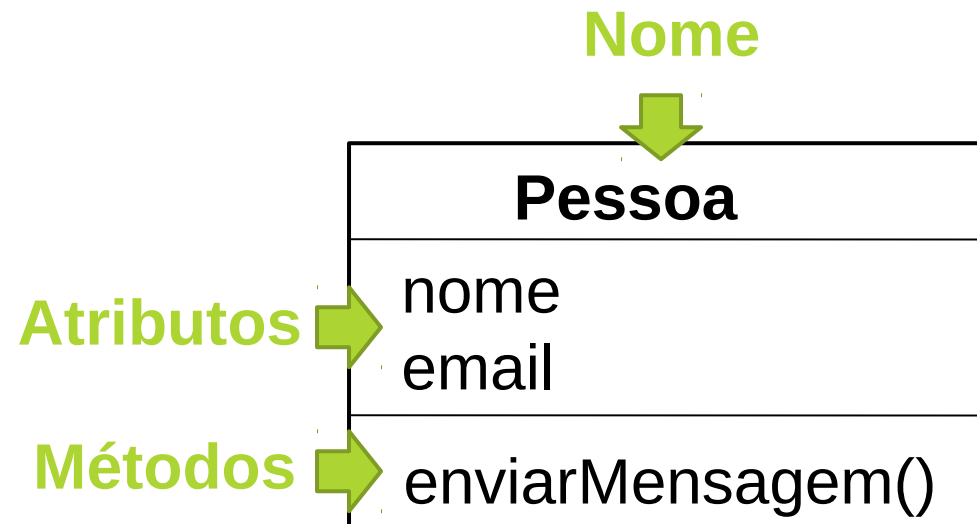 Nome
Pessoa
Atributos
nome
email
Métodos
enviarMensagem()